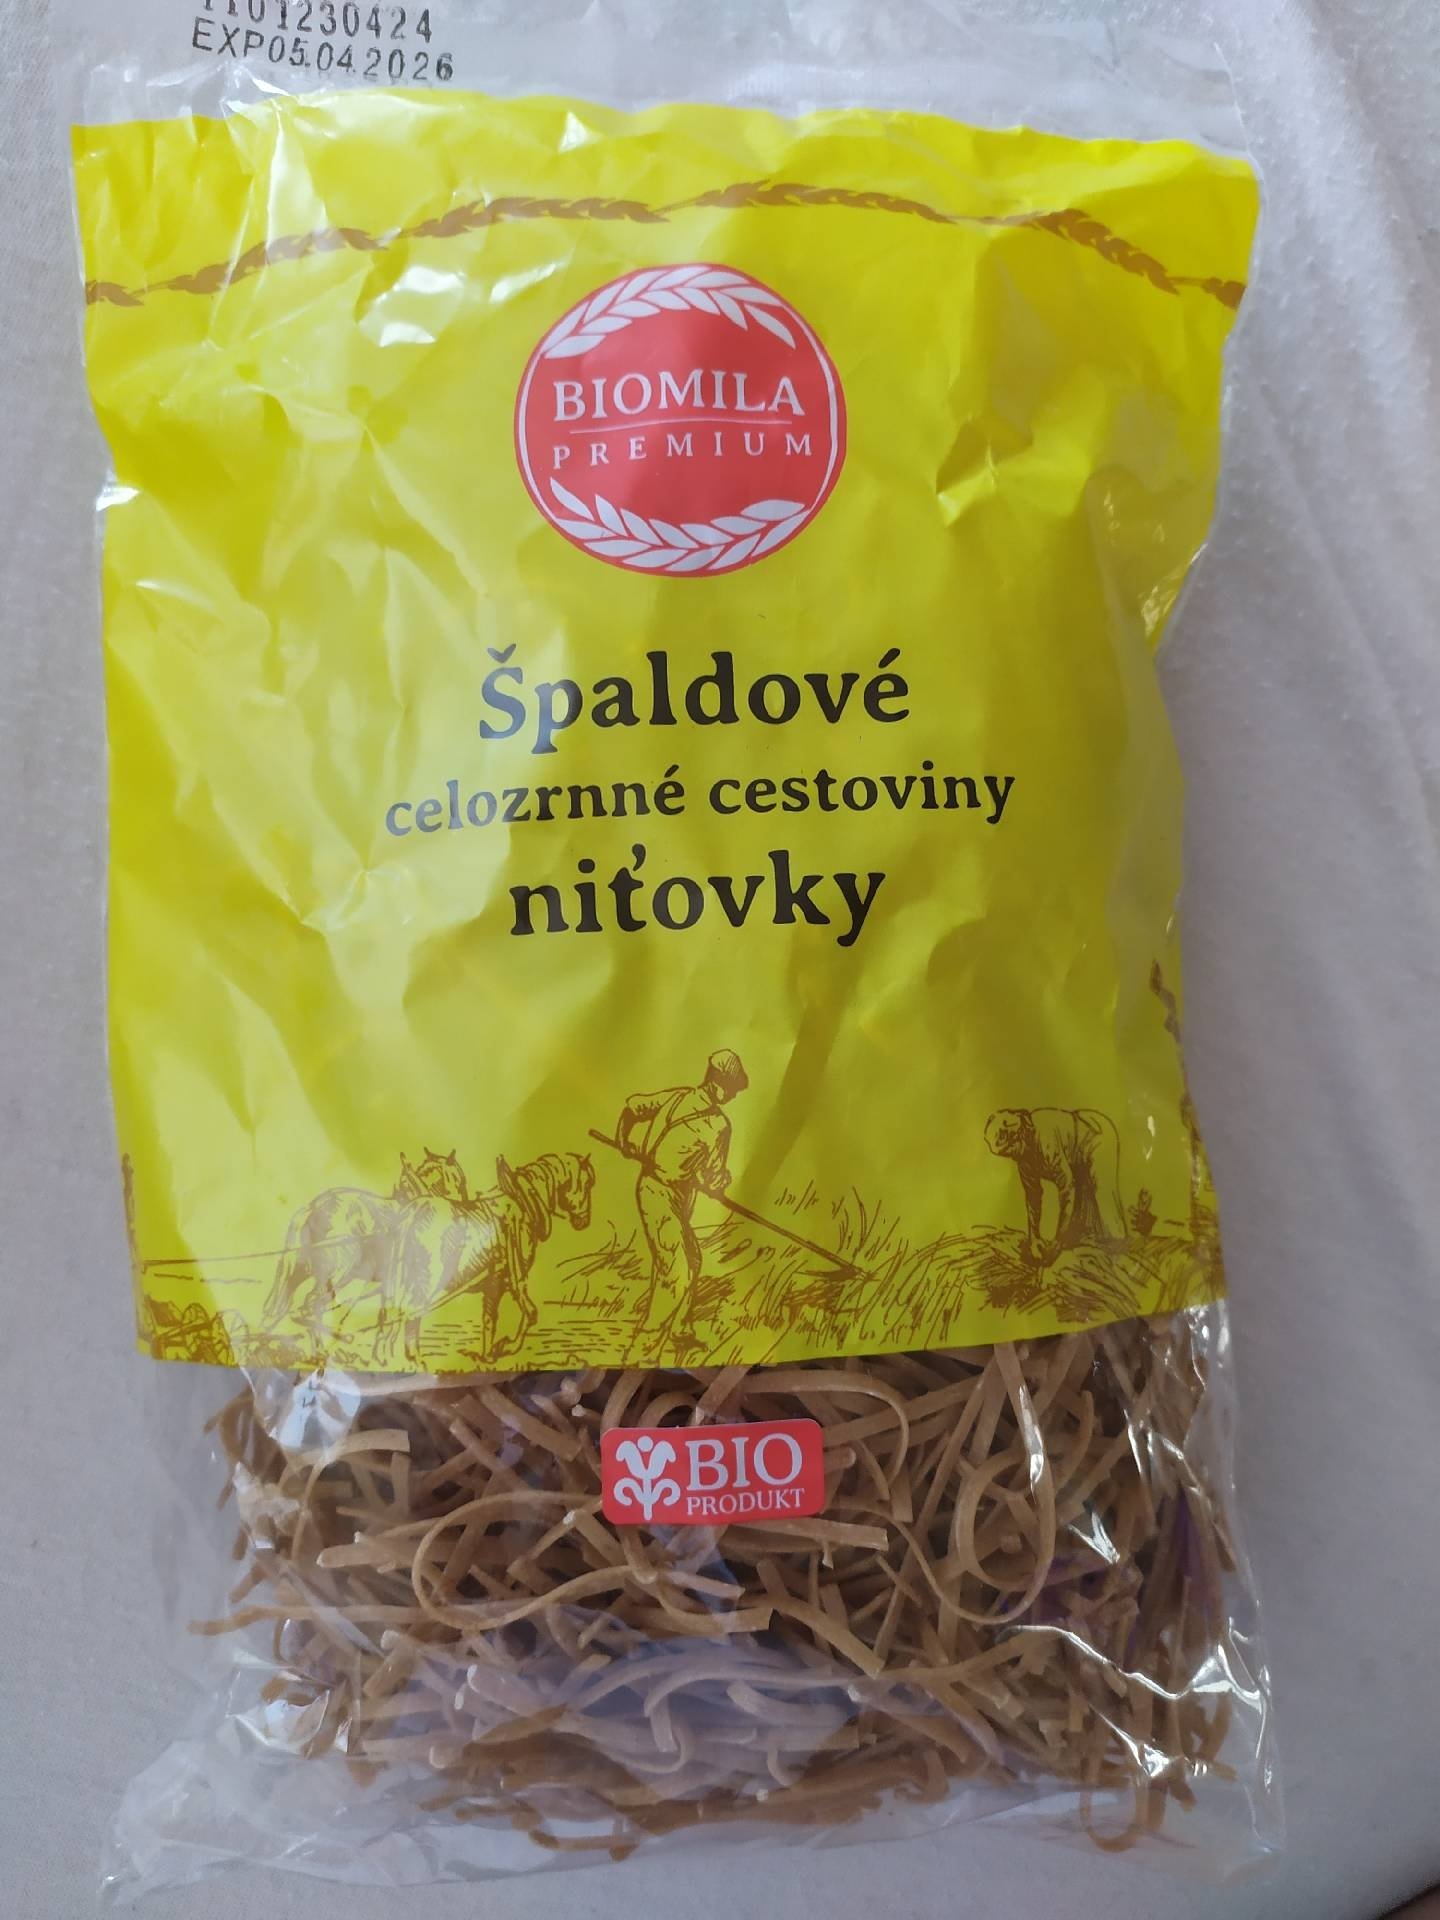 1101230424
EXP05.04.2026
BIOMILA
PREMIUM
Špaldové
celozrnné cestoviny
niťovky
BIO
PRODUKT